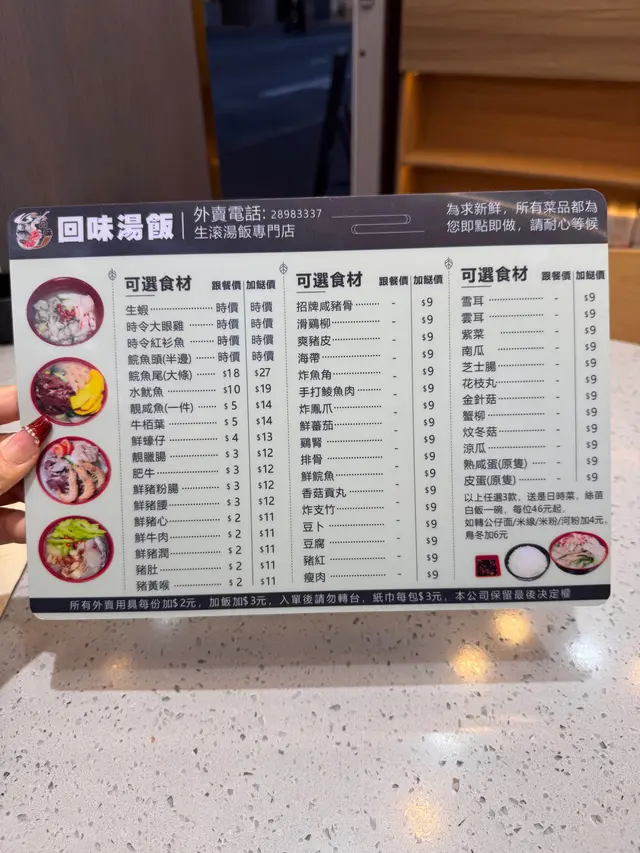 回味湯飯
外賣電話: 28983337
生滚湯飯專門店
為求新鮮，所有菜品都為
您即點即做，請耐心等候
可選食材 跟餐價 加餸價
生蝦 時價 時價
時令大眼雞 時價 時價
時令紅衫魚 時價 時價
鯇魚頭(半邊) 時價 時價
鯇魚尾(大條) $18 $27
水魷魚 $10 $19
靚咸魚(一件) $5 $14
牛栢葉 $5 $14
鮮蠔仔 $4 $13
靚臘腸 $3 $12
肥牛 $3 $12
鮮豬粉腸 $3 $12
鮮豬腰 $3 $12
鮮豬心 $2 $11
鮮牛肉 $2 $11
鮮豬潤 $2 $11
豬肚 $2 $11
豬黃喉 $2 $11
可選食材 跟餐價 加餸價
招牌咸豬骨 - $9
滑鷄柳 - $9
爽豬皮 - $9
海帶 - $9
炸魚角 - $9
手打鯪魚肉 - $9
炸鳳爪 - $9
鮮蕃茄 - $9
鷄腎 - $9
排骨 - $9
鮮鯇魚 - $9
香菇貢丸 - $9
炸支竹 - $9
豆卜 - $9
豆腐 - $9
豬紅 - $9
瘦肉 - $9
可選食材 跟餐價 加餸價
雪耳 - $9
雲耳 - $9
紫菜 - $9
南瓜 - $9
芝士腸 - $9
花枝丸 - $9
金針菇 - $9
蟹柳 - $9
炆冬菇 - $9
涼瓜 - $9
熟咸蛋(原隻) - $9
皮蛋(原隻) - $9
以上任選3款，送是日時菜，絲苗
白飯一碗，每位46元起.
如轉公仔面/米線/米粉/河粉加4元，
烏冬加6元
所有外賣用具每份加$2元，加飯加$3元，入單後請勿轉台，紙巾每包$3元，本公司保留最後決定權